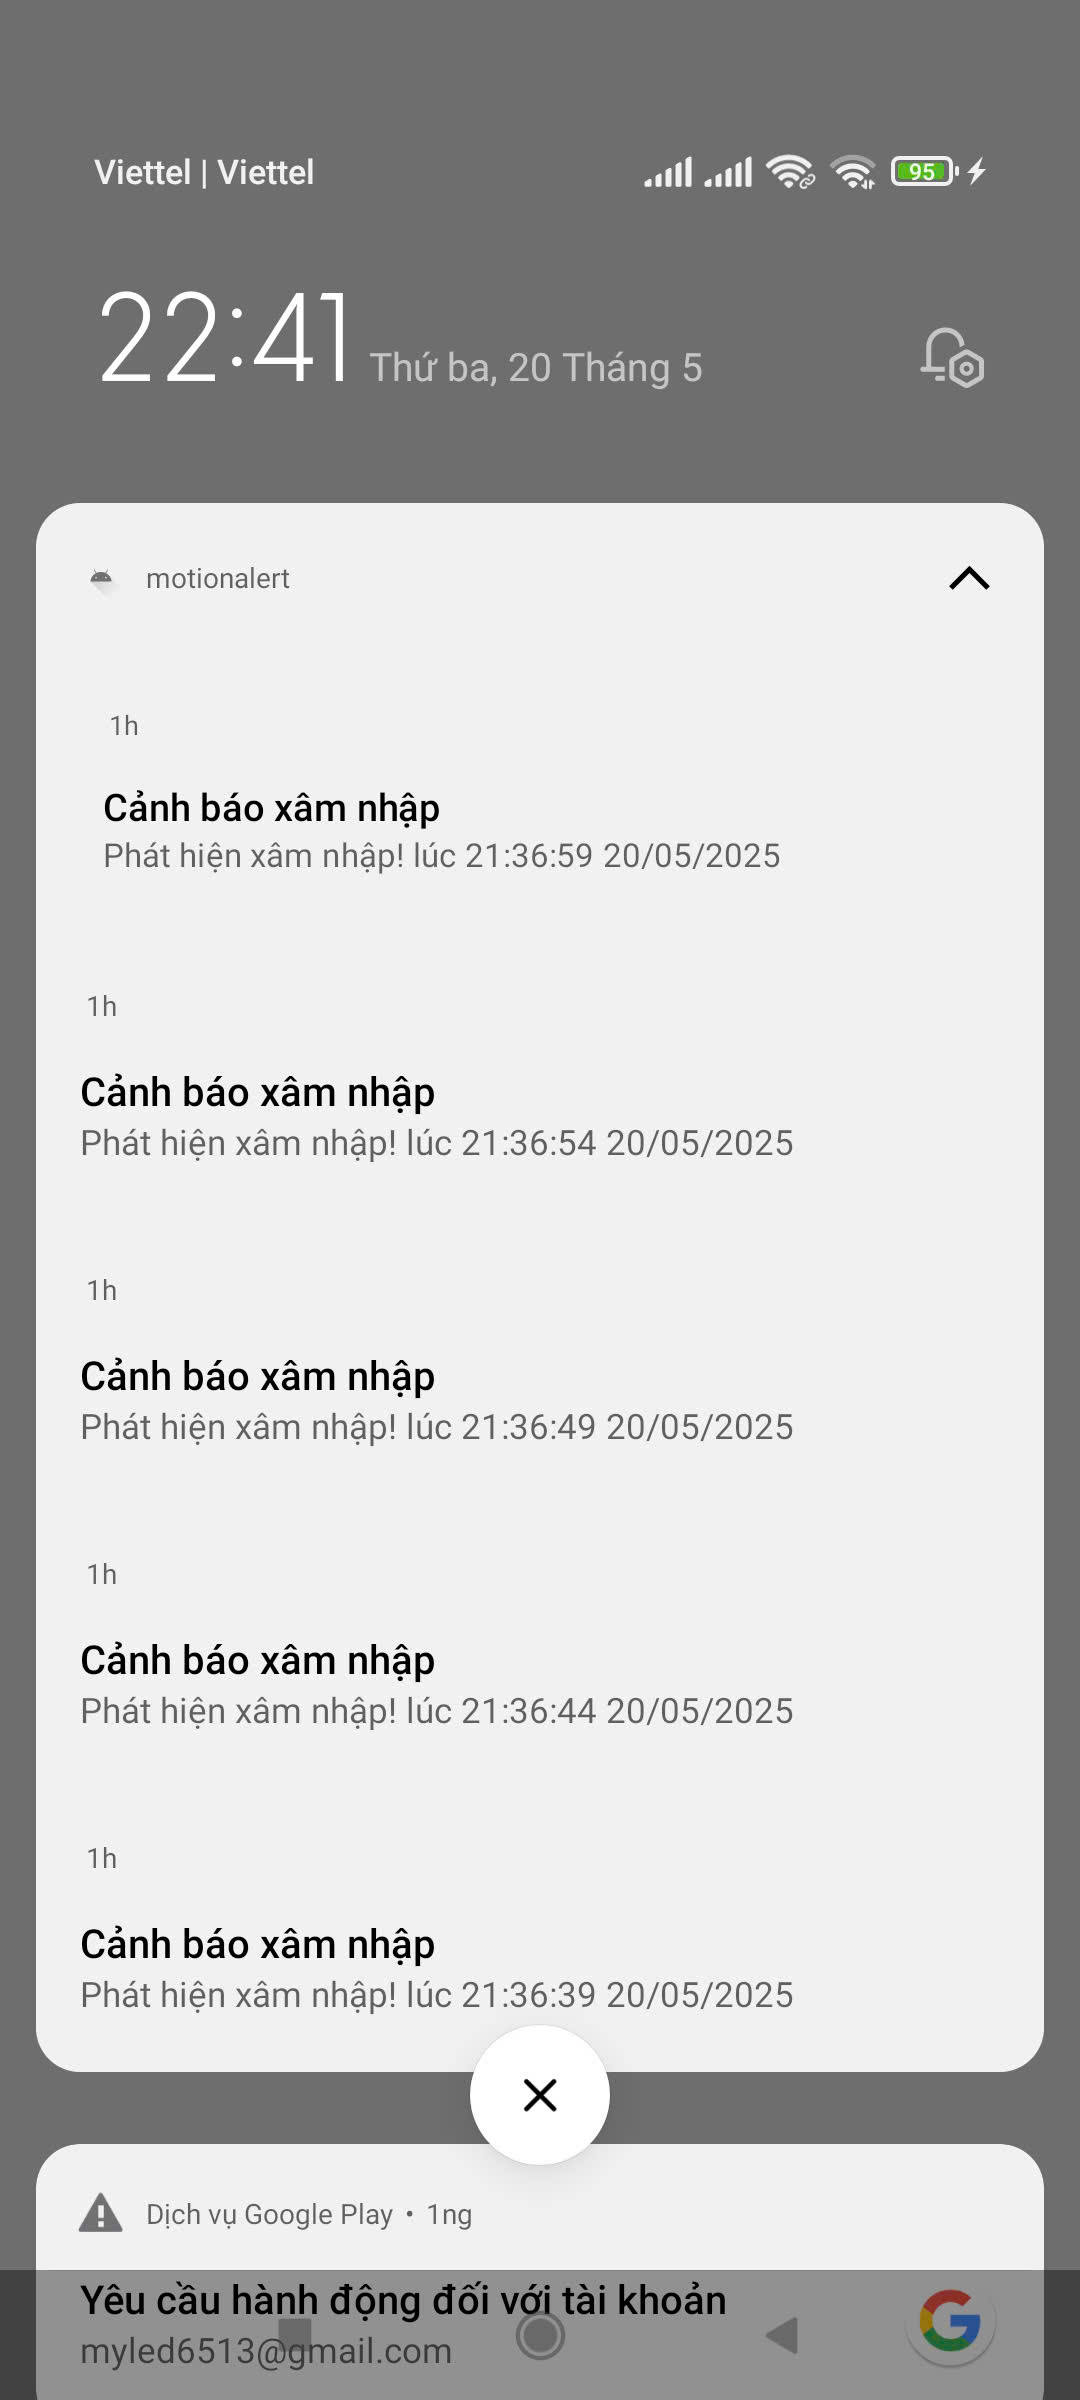 Viettel | Viettel
95
22:41 Thứ ba, 20 Tháng 5
motionalert
1h
Cảnh báo xâm nhập
Phát hiện xâm nhập! lúc 21:36:59 20/05/2025
1h
Cảnh báo xâm nhập
Phát hiện xâm nhập! lúc 21:36:54 20/05/2025
1h
Cảnh báo xâm nhập
Phát hiện xâm nhập! lúc 21:36:49 20/05/2025
1h
Cảnh báo xâm nhập
Phát hiện xâm nhập! lúc 21:36:44 20/05/2025
1h
Cảnh báo xâm nhập
Phát hiện xâm nhập! lúc 21:36:39 20/05/2025
Dịch vụ Google Play • 1ng
Yêu cầu hành động đối với tài khoản
myled6513@gmail.com